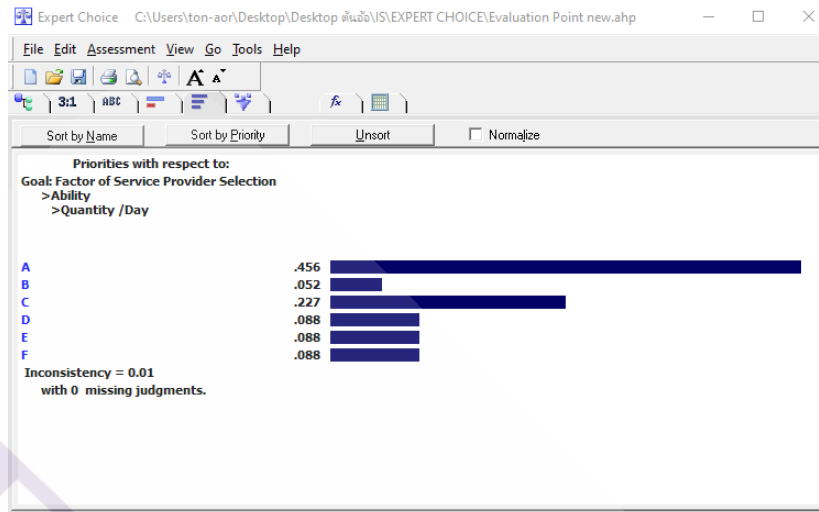 Expert Choice C:\Users\ton-aor\Desktop\Desktop ต้นอ้อ\IS\EXPERT CHOICE\Evaluation Point new.ahp
File Edit Assessment View Go Tools Help
A A
3:1 ABC fx
Sort by Name Sort by Priority Unsort Normalize
Priorities with respect to:
Goal: Factor of Service Provider Selection
>Ability
>Quantity /Day
A .456
B .052
C .227
D .088
E .088
F .088
Inconsistency = 0.01
with 0 missing judgments.